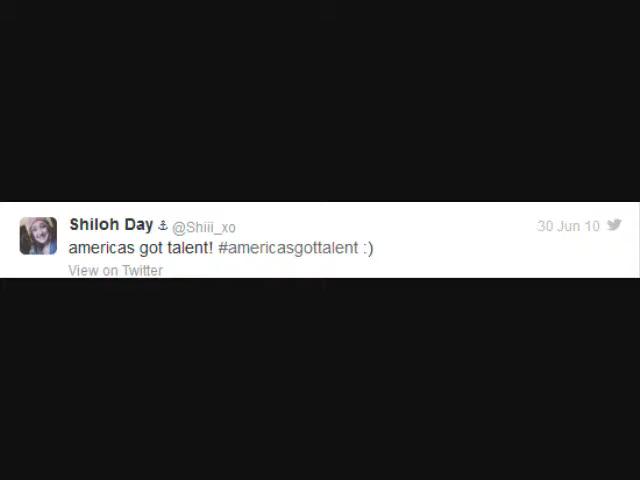 Shiloh Day ⚓ @Shiii_xo 30 Jun 10
americas got talent! #americasgottalent :)
View on Twitter